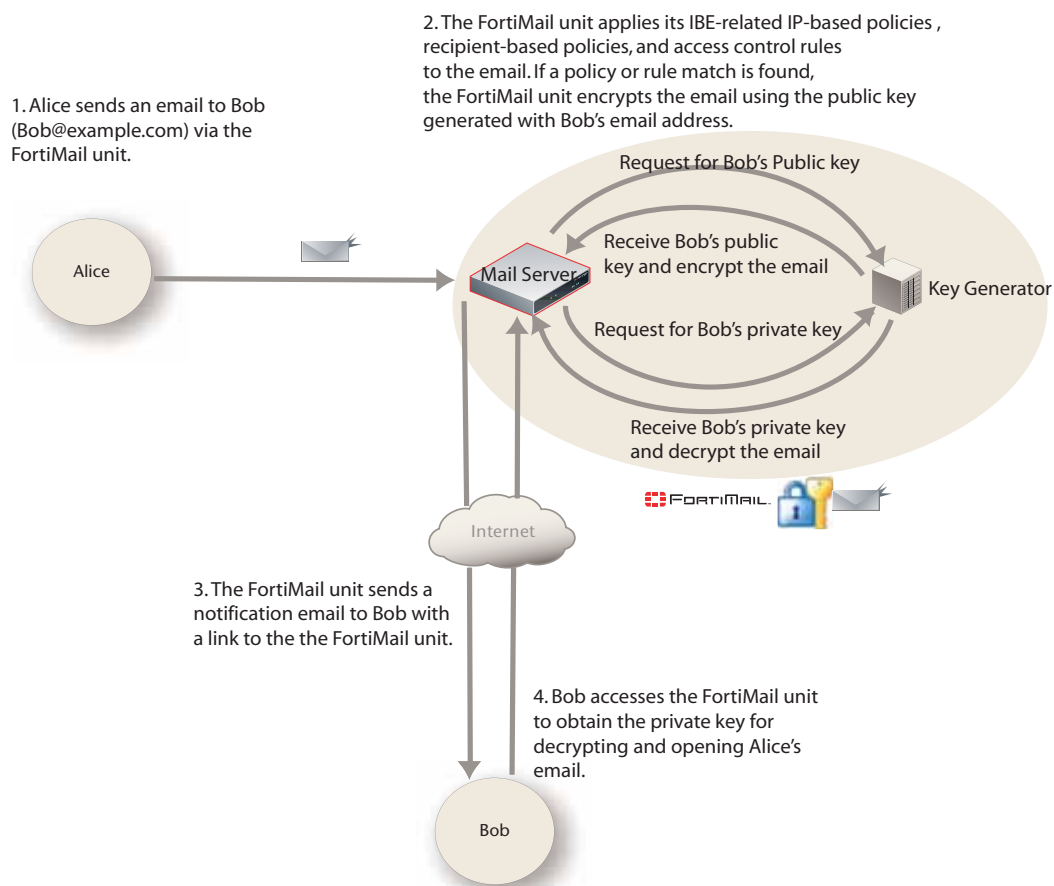 1. Alice sends an email to Bob
(Bob@example.com) via the
FortiMail unit.
2. The FortiMail unit applies its IBE-related IP-based policies ,
recipient-based policies, and access control rules
to the email. If a policy or rule match is found,
the FortiMail unit encrypts the email using the public key
generated with Bob's email address.
Request for Bob's Public key
Alice
Receive Bob's public
key and encrypt the email
Mail Server
Key Generator
Request for Bob's private key
Receive Bob's private key
and decrypt the email
FORTIMAIL
Internet
3. The FortiMail unit sends a
notification email to Bob with
a link to the the FortiMail unit.
4. Bob accesses the FortiMail unit
to obtain the private key for
decrypting and opening Alice's
email.
Bob